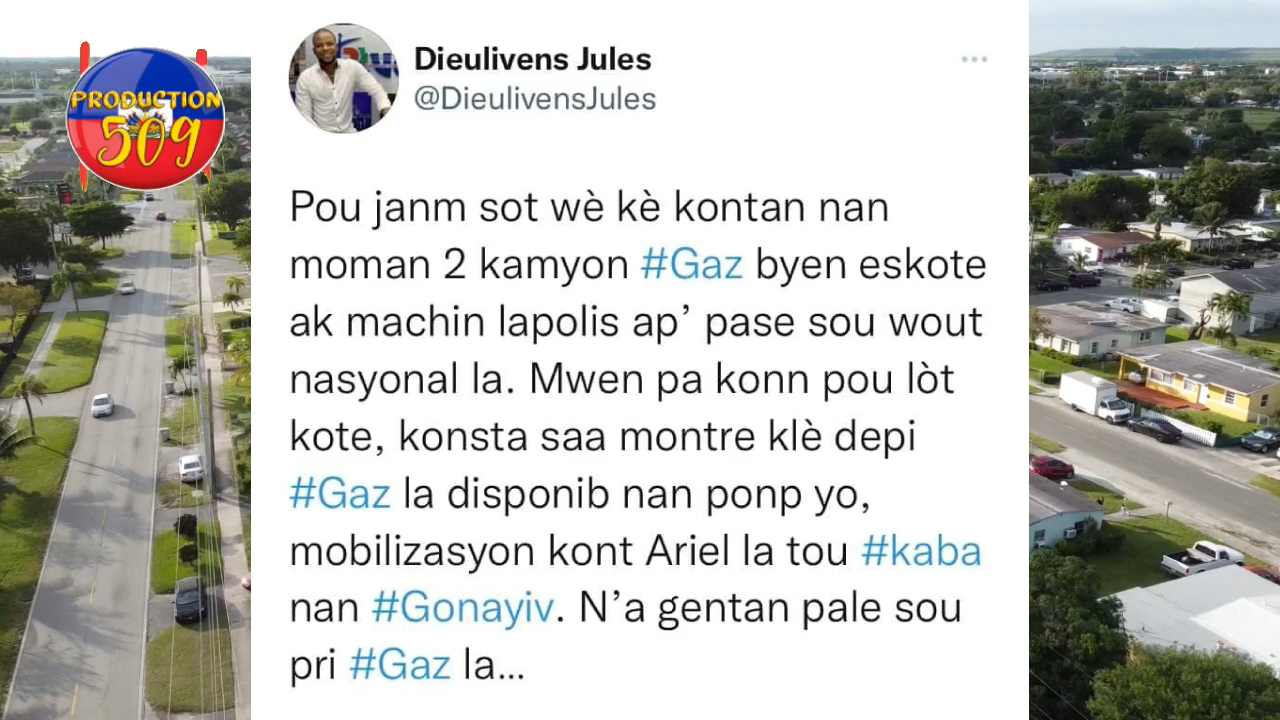 PRODUCTION
509
Dieulivens Jules
@DieulivensJules
Pou janm sot wè kè kontan nan
moman 2 kamyon #Gaz byen eskote
ak machin lapolis ap’ pase sou wout
nasyonal la. Mwen pa konn pou lòt
kote, konsta saa montre klè depi
#Gaz la disponib nan ponp yo,
mobilizasyon kont Ariel la tou #kaba
nan #Gonayiv. N’a gentan pale sou
pri #Gaz la...